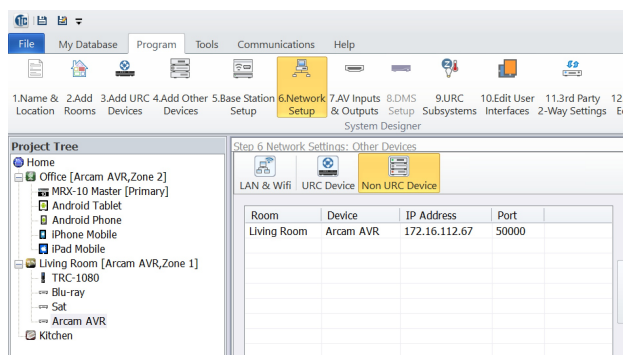 TC
File My Database Program Tools Communications Help
1.Name & 2.Add 3.Add URC 4.Add Other 5.Base Station 6.Network 7.AV Inputs 8.DMS 9.URC 10.Edit User 11.3rd Party 12
Location Rooms Devices Devices Setup Setup & Outputs Setup Subsystems Interfaces 2-Way Settings
System Designer
Project Tree
Home
Office [Arcam AVR,Zone 2]
MRX-10 Master [Primary]
Android Tablet
Android Phone
iPhone Mobile
iPad Mobile
Living Room [Arcam AVR,Zone 1]
TRC-1080
Blu-ray
Sat
Arcam AVR
Kitchen
Step 6 Network Settings: Other Devices
LAN & Wifi URC Device Non URC Device
Room Device IP Address Port
Living Room Arcam AVR 172.16.112.67 50000